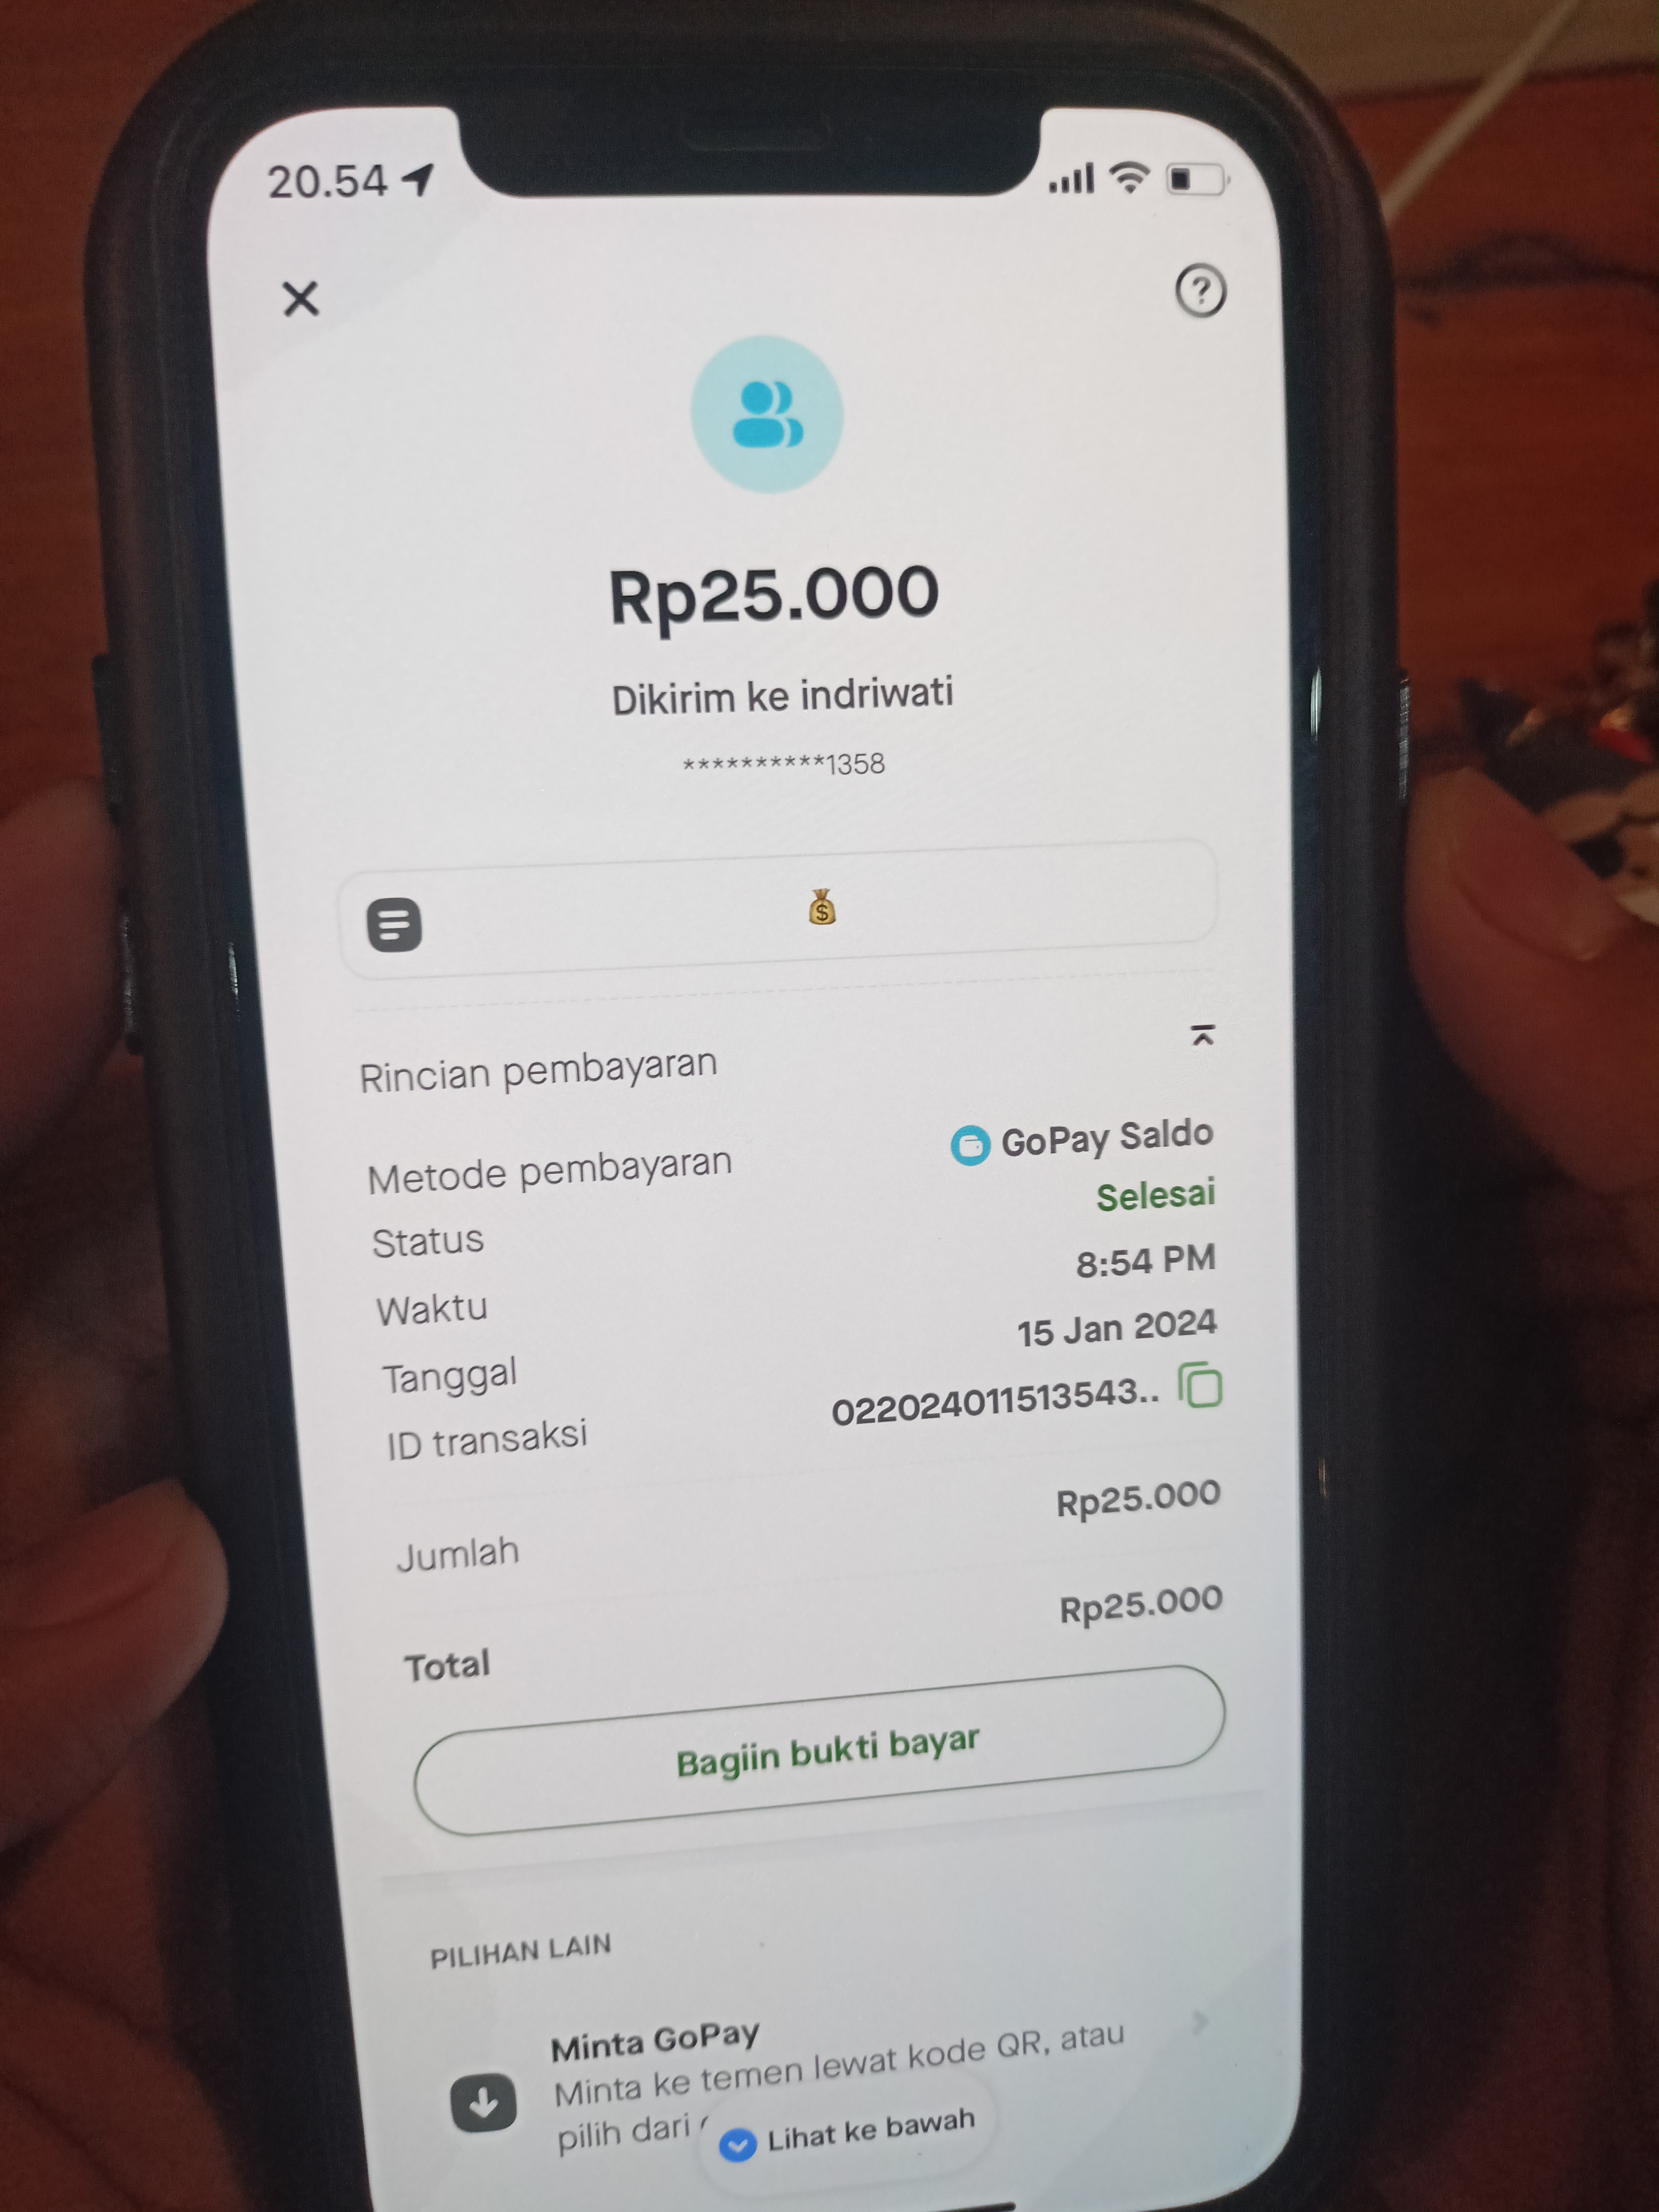 20.54
Rp25.000
Dikirim ke indriwati
**********1358
Rincian pembayaran
Metode pembayaran GoPay Saldo
Status Selesai
Waktu 8:54 PM
Tanggal 15 Jan 2024
ID transaksi 022024011513543..
Jumlah Rp25.000
Total Rp25.000
Bagiin bukti bayar
PILIHAN LAIN
Minta GoPay
Minta ke temen lewat kode QR, atau
pilih dari
Lihat ke bawah